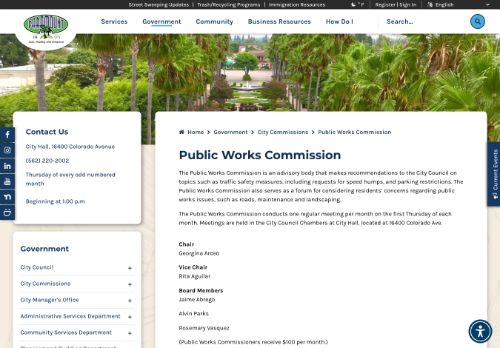 Street Sweeping Updates | Trash/Recycling Programs | Immigration Resources
° F | Register | Sign In | English
PARAMOUNT
Services Government Community Business Resources How Do I Search...
Contact Us
City Hall, 16400 Colorado Avenue
(562) 220-2002
Thursday of every odd numbered
month
Beginning at 1:00 p.m
Government
City Council +
City Commissions +
City Manager's Office +
Administrative Services Department +
Community Services Department +
Home > Government > City Commissions > Public Works Commission
Public Works Commission
The Public Works Commission is an advisory body that makes recommendations to the City Council on
topics such as traffic safety measures, including requests for speed humps, and parking restrictions. The
Public Works Commission also serves as a forum for considering residents' concerns regarding public
works issues, such as roads, maintenance and landscaping.
The Public Works Commission conducts one regular meeting per month on the first Thursday of each
month. Meetings are held in the City Council Chambers at City Hall, located at 16400 Colorado Ave.
Chair
Georgina Arceo
Vice Chair
Rita Aguilar
Board Members
Jaime Abrego
Alvin Parks
Rosemary Vasquez
(Public Works Commissioners receive $100 per month.)
Current Events